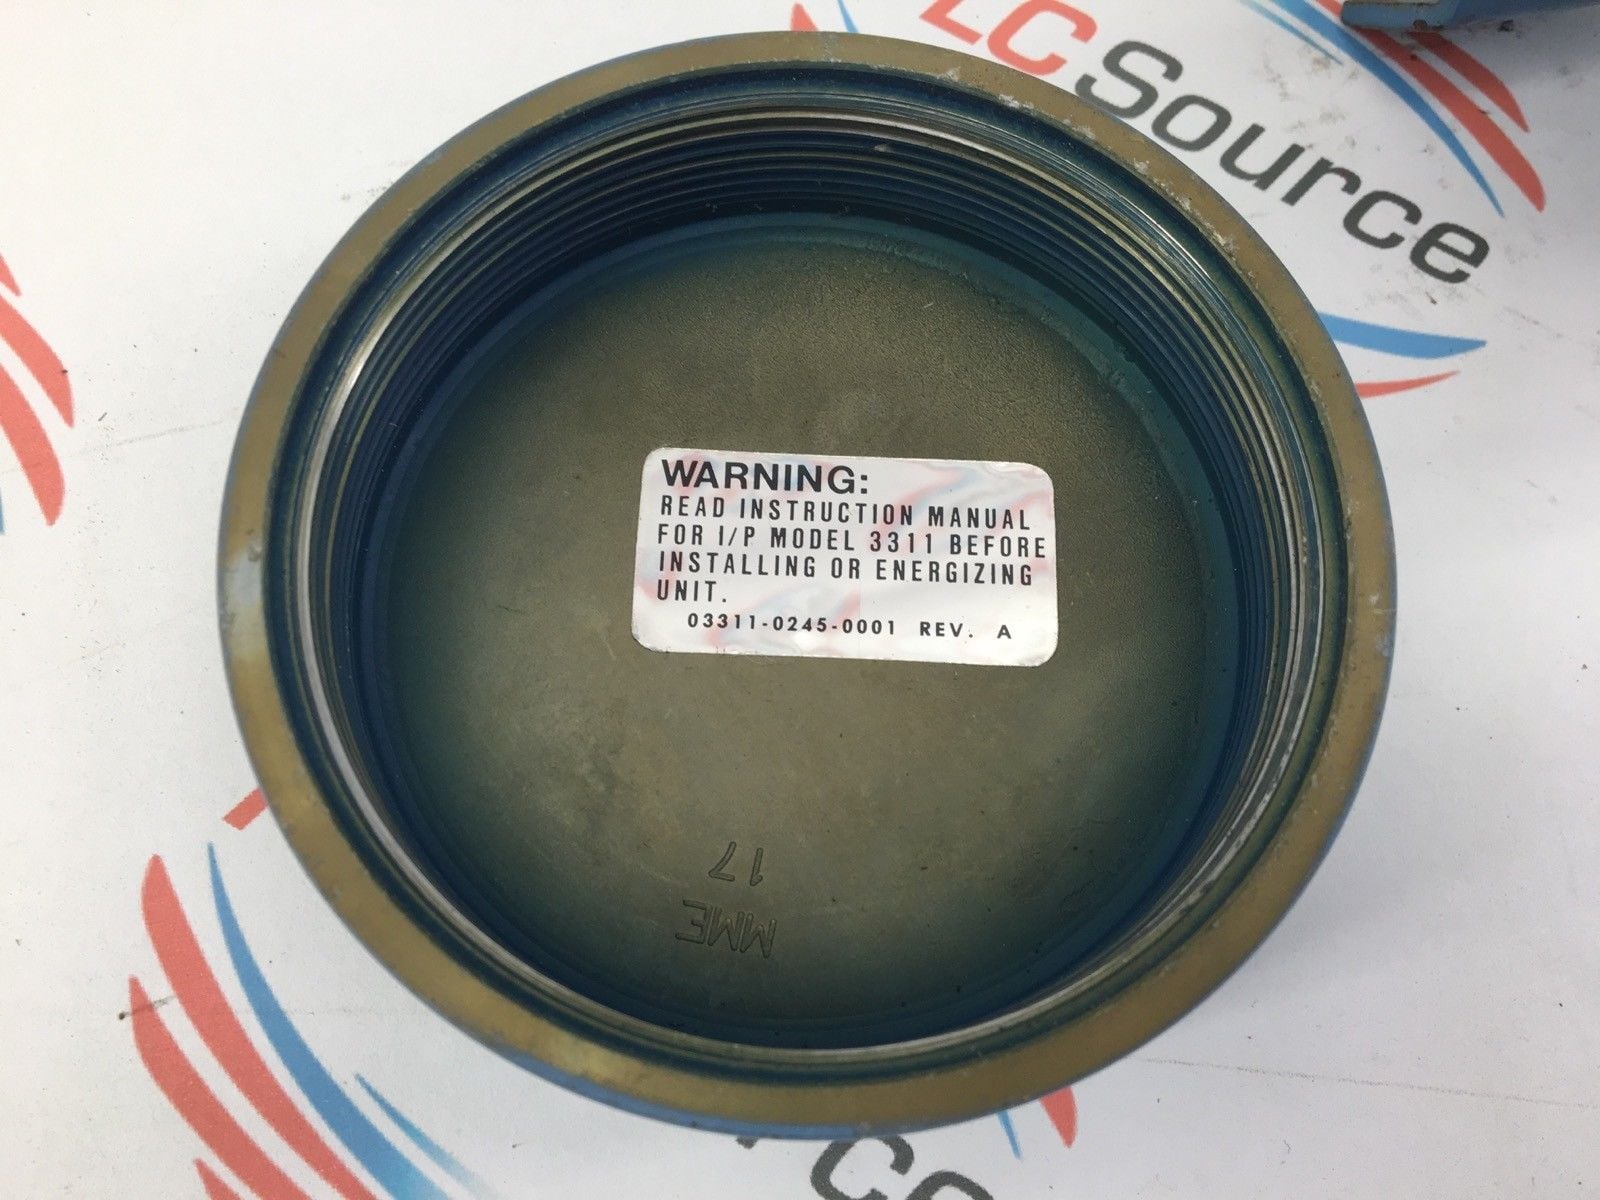 LC Source
WARNING:
READ INSTRUCTION MANUAL
FOR I/P MODEL 3311 BEFORE
INSTALLING OR ENERGIZING
UNIT.
03311-0245-0001 REV. A
17
MME